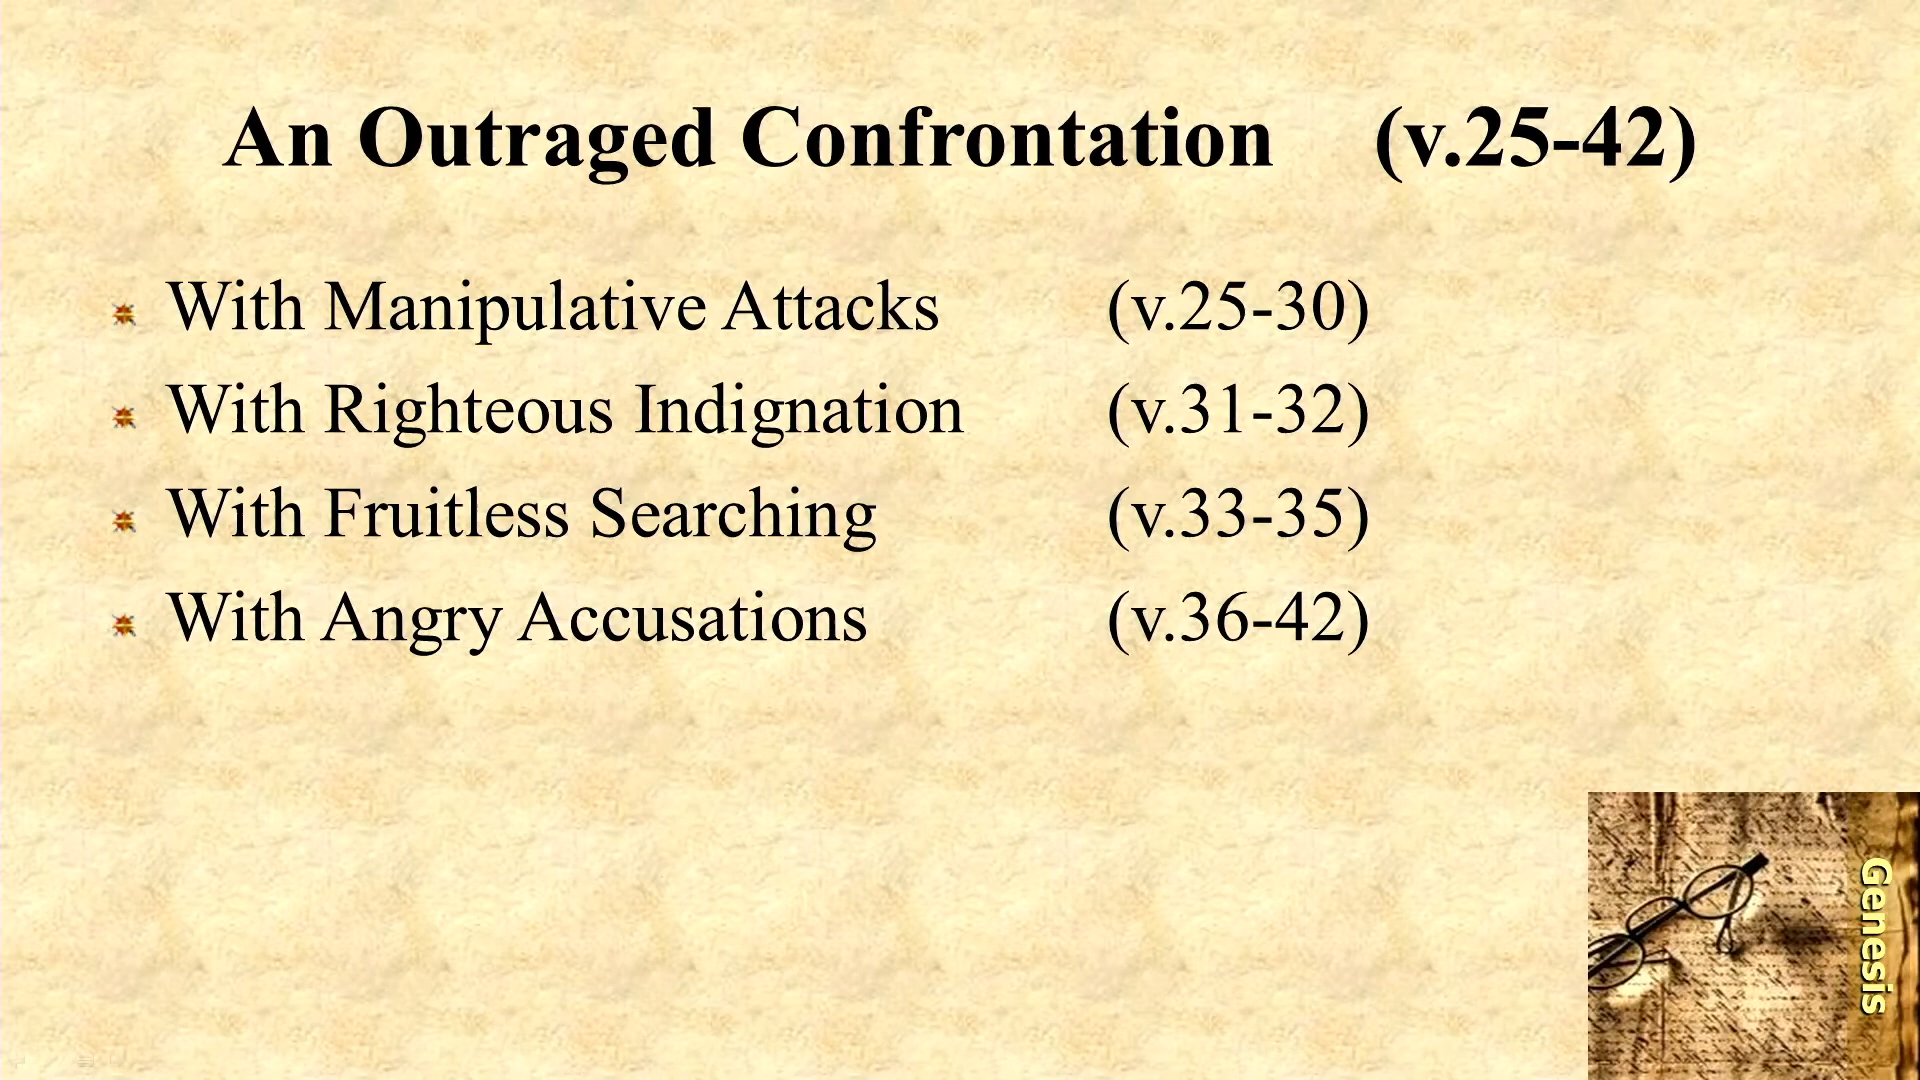 An Outraged Confrontation (v.25-42)
With Manipulative Attacks (v.25-30)
With Righteous Indignation (v.31-32)
With Fruitless Searching (v.33-35)
With Angry Accusations (v.36-42)
Genesis